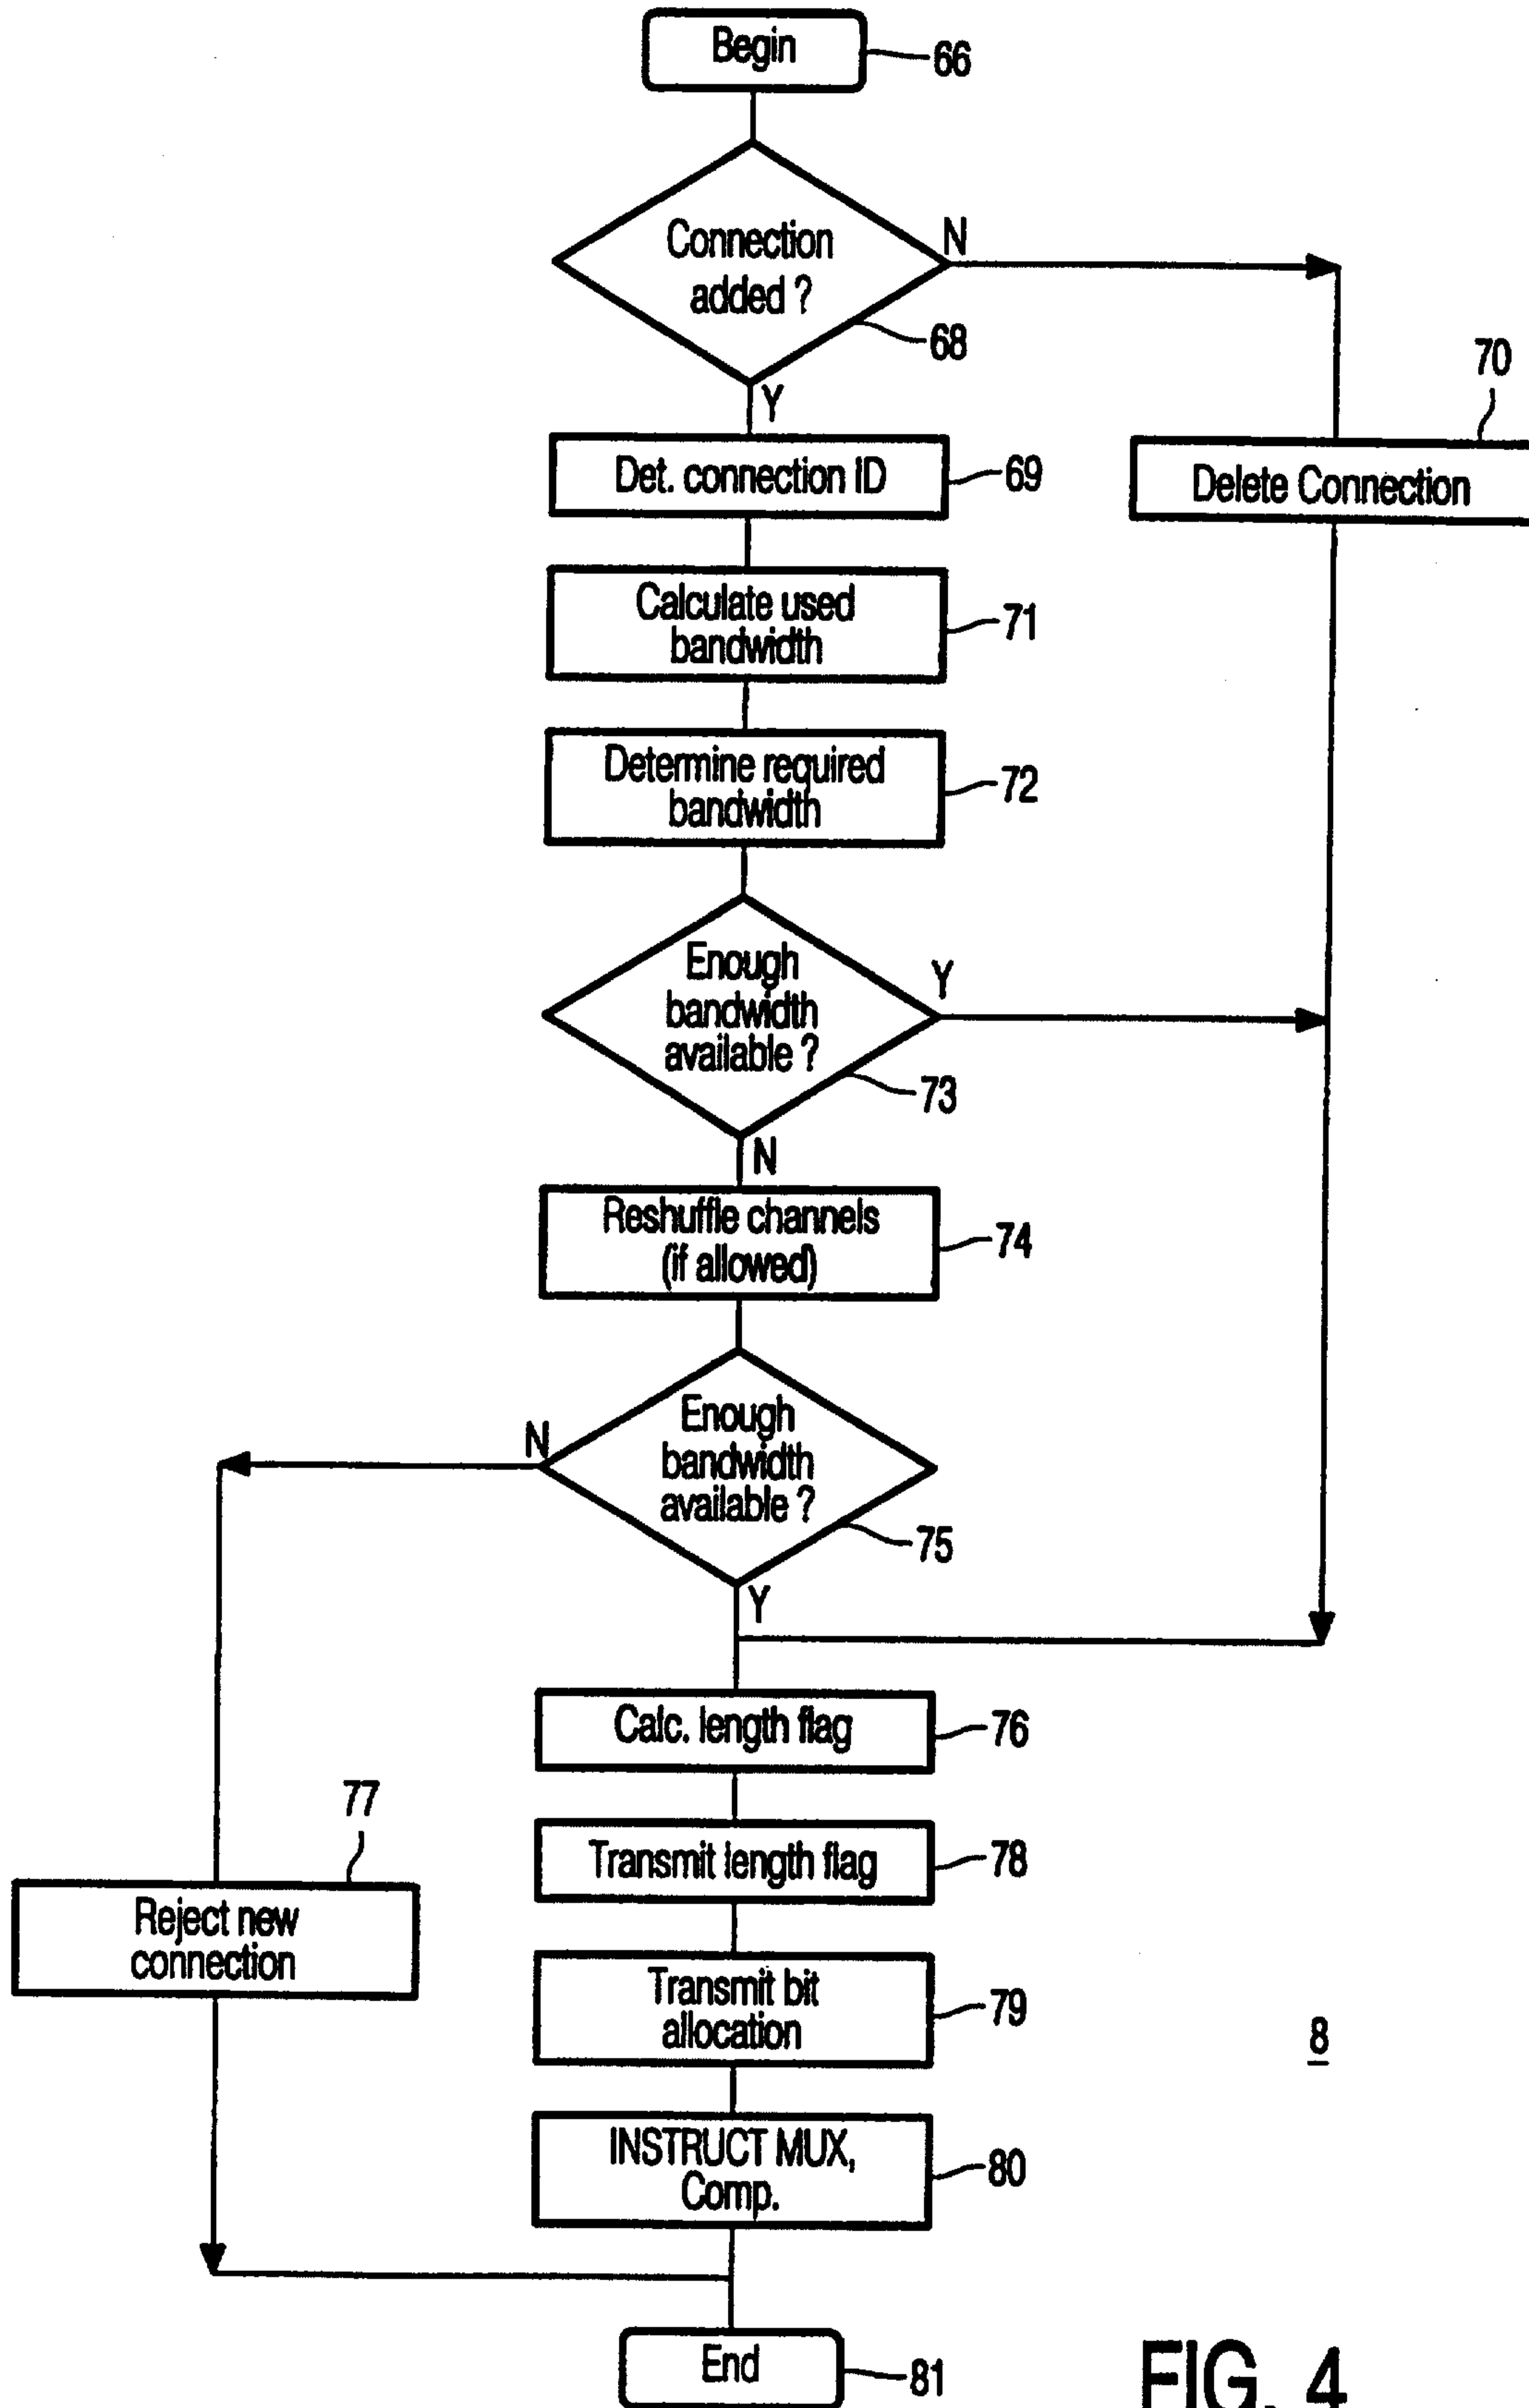 Begin
66
Connection
added ?
N
68
Y
70
Det. connection ID
69
Delete Connection
Calculate used
bandwidth
71
Determine required
bandwidth
72
Enough
bandwidth
available ?
Y
73
N
Reshuffle channels
(if allowed)
74
Enough
bandwidth
available ?
N
75
Y
Calc. length flag
76
77
Transmit length flag
78
Reject new
connection
Transmit bit
allocation
79
8
INSTRUCT MUX,
Comp.
80
End
81
FIG. 4